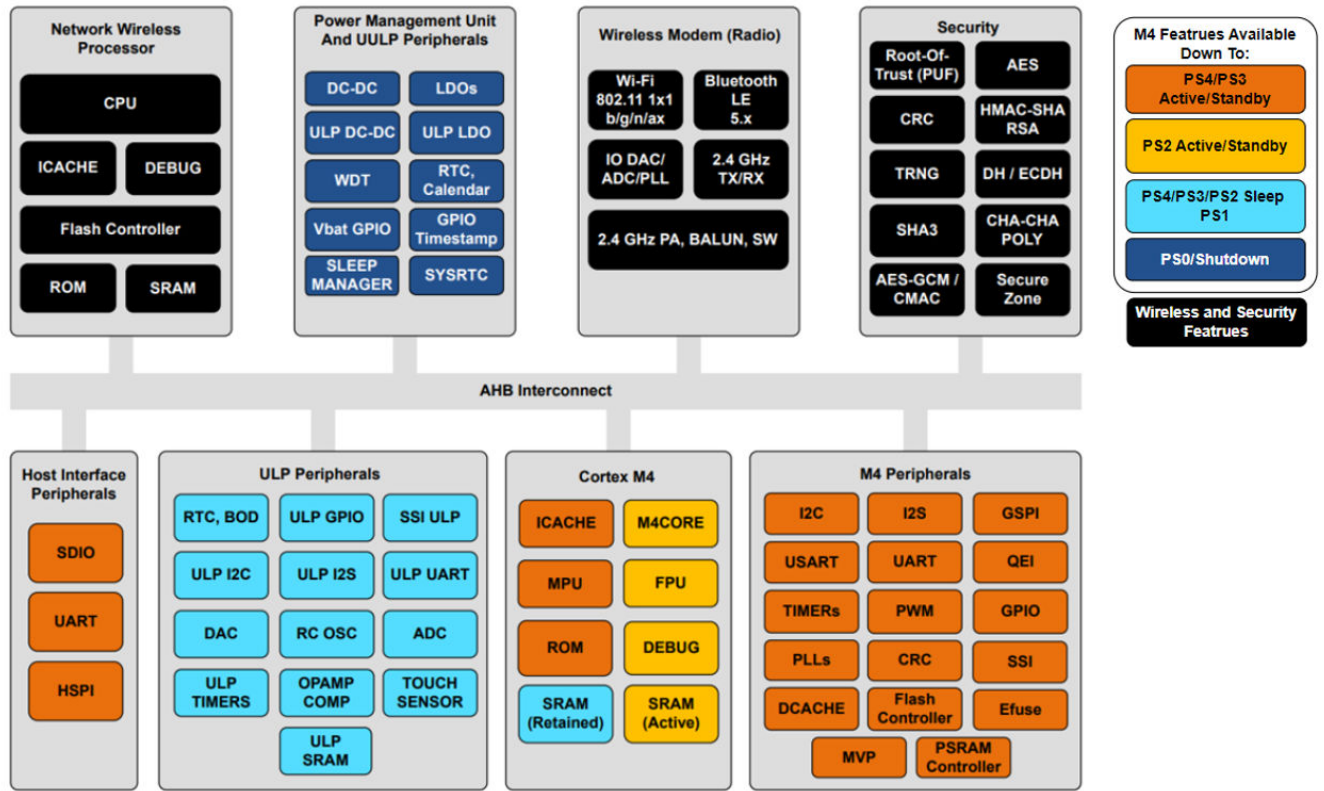 Network Wireless
Processor
CPU
ICACHE
DEBUG
Flash Controller
ROM
SRAM
Power Management Unit
And UULP Peripherals
DC-DC
LDOs
ULP DC-DC
ULP LDO
WDT
RTC,
Calendar
Vbat GPIO
GPIO
Timestamp
SLEEP
MANAGER
SYSRTC
Wireless Modem (Radio)
Wi-Fi
802.11 1x1
b/g/n/ax
Bluetooth
LE
5.x
IO DAC/
ADC/PLL
2.4 GHz
TX/RX
2.4 GHz PA, BALUN, SW
Security
Root-Of-
Trust (PUF)
AES
CRC
HMAC-SHA
RSA
TRNG
DH / ECDH
SHA3
CHA-CHA
POLY
AES-GCM /
CMAC
Secure
Zone
M4 Featrues Available
Down To:
PS4/PS3
Active/Standby
PS2 Active/Standby
PS4/PS3/PS2 Sleep
PS1
PS0/Shutdown
Wireless and Security
Featrues
AHB Interconnect
Host Interface
Peripherals
SDIO
UART
HSPI
ULP Peripherals
RTC, BOD
ULP GPIO
SSI ULP
ULP I2C
ULP I2S
ULP UART
DAC
RC OSC
ADC
ULP
TIMERS
OPAMP
COMP
TOUCH
SENSOR
ULP
SRAM
Cortex M4
ICACHE
M4CORE
MPU
FPU
ROM
DEBUG
SRAM
(Retained)
SRAM
(Active)
M4 Peripherals
I2C
I2S
GSPI
USART
UART
QEI
TIMERs
PWM
GPIO
PLLs
CRC
SSI
DCACHE
Flash
Controller
Efuse
MVP
PSRAM
Controller